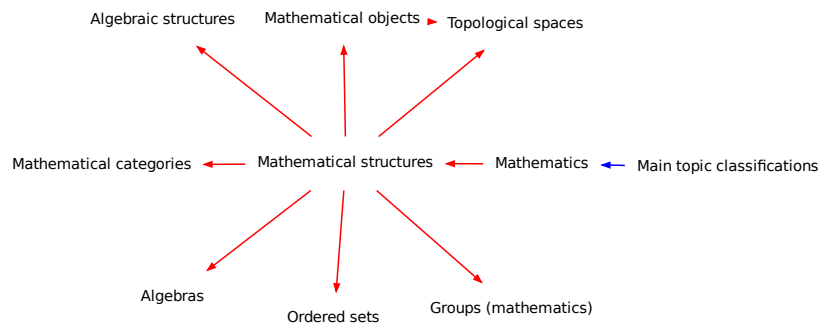 Algebraic structures
Mathematical objects
Topological spaces
Mathematical categories
Mathematical structures
Mathematics
Main topic classifications
Algebras
Ordered sets
Groups (mathematics)